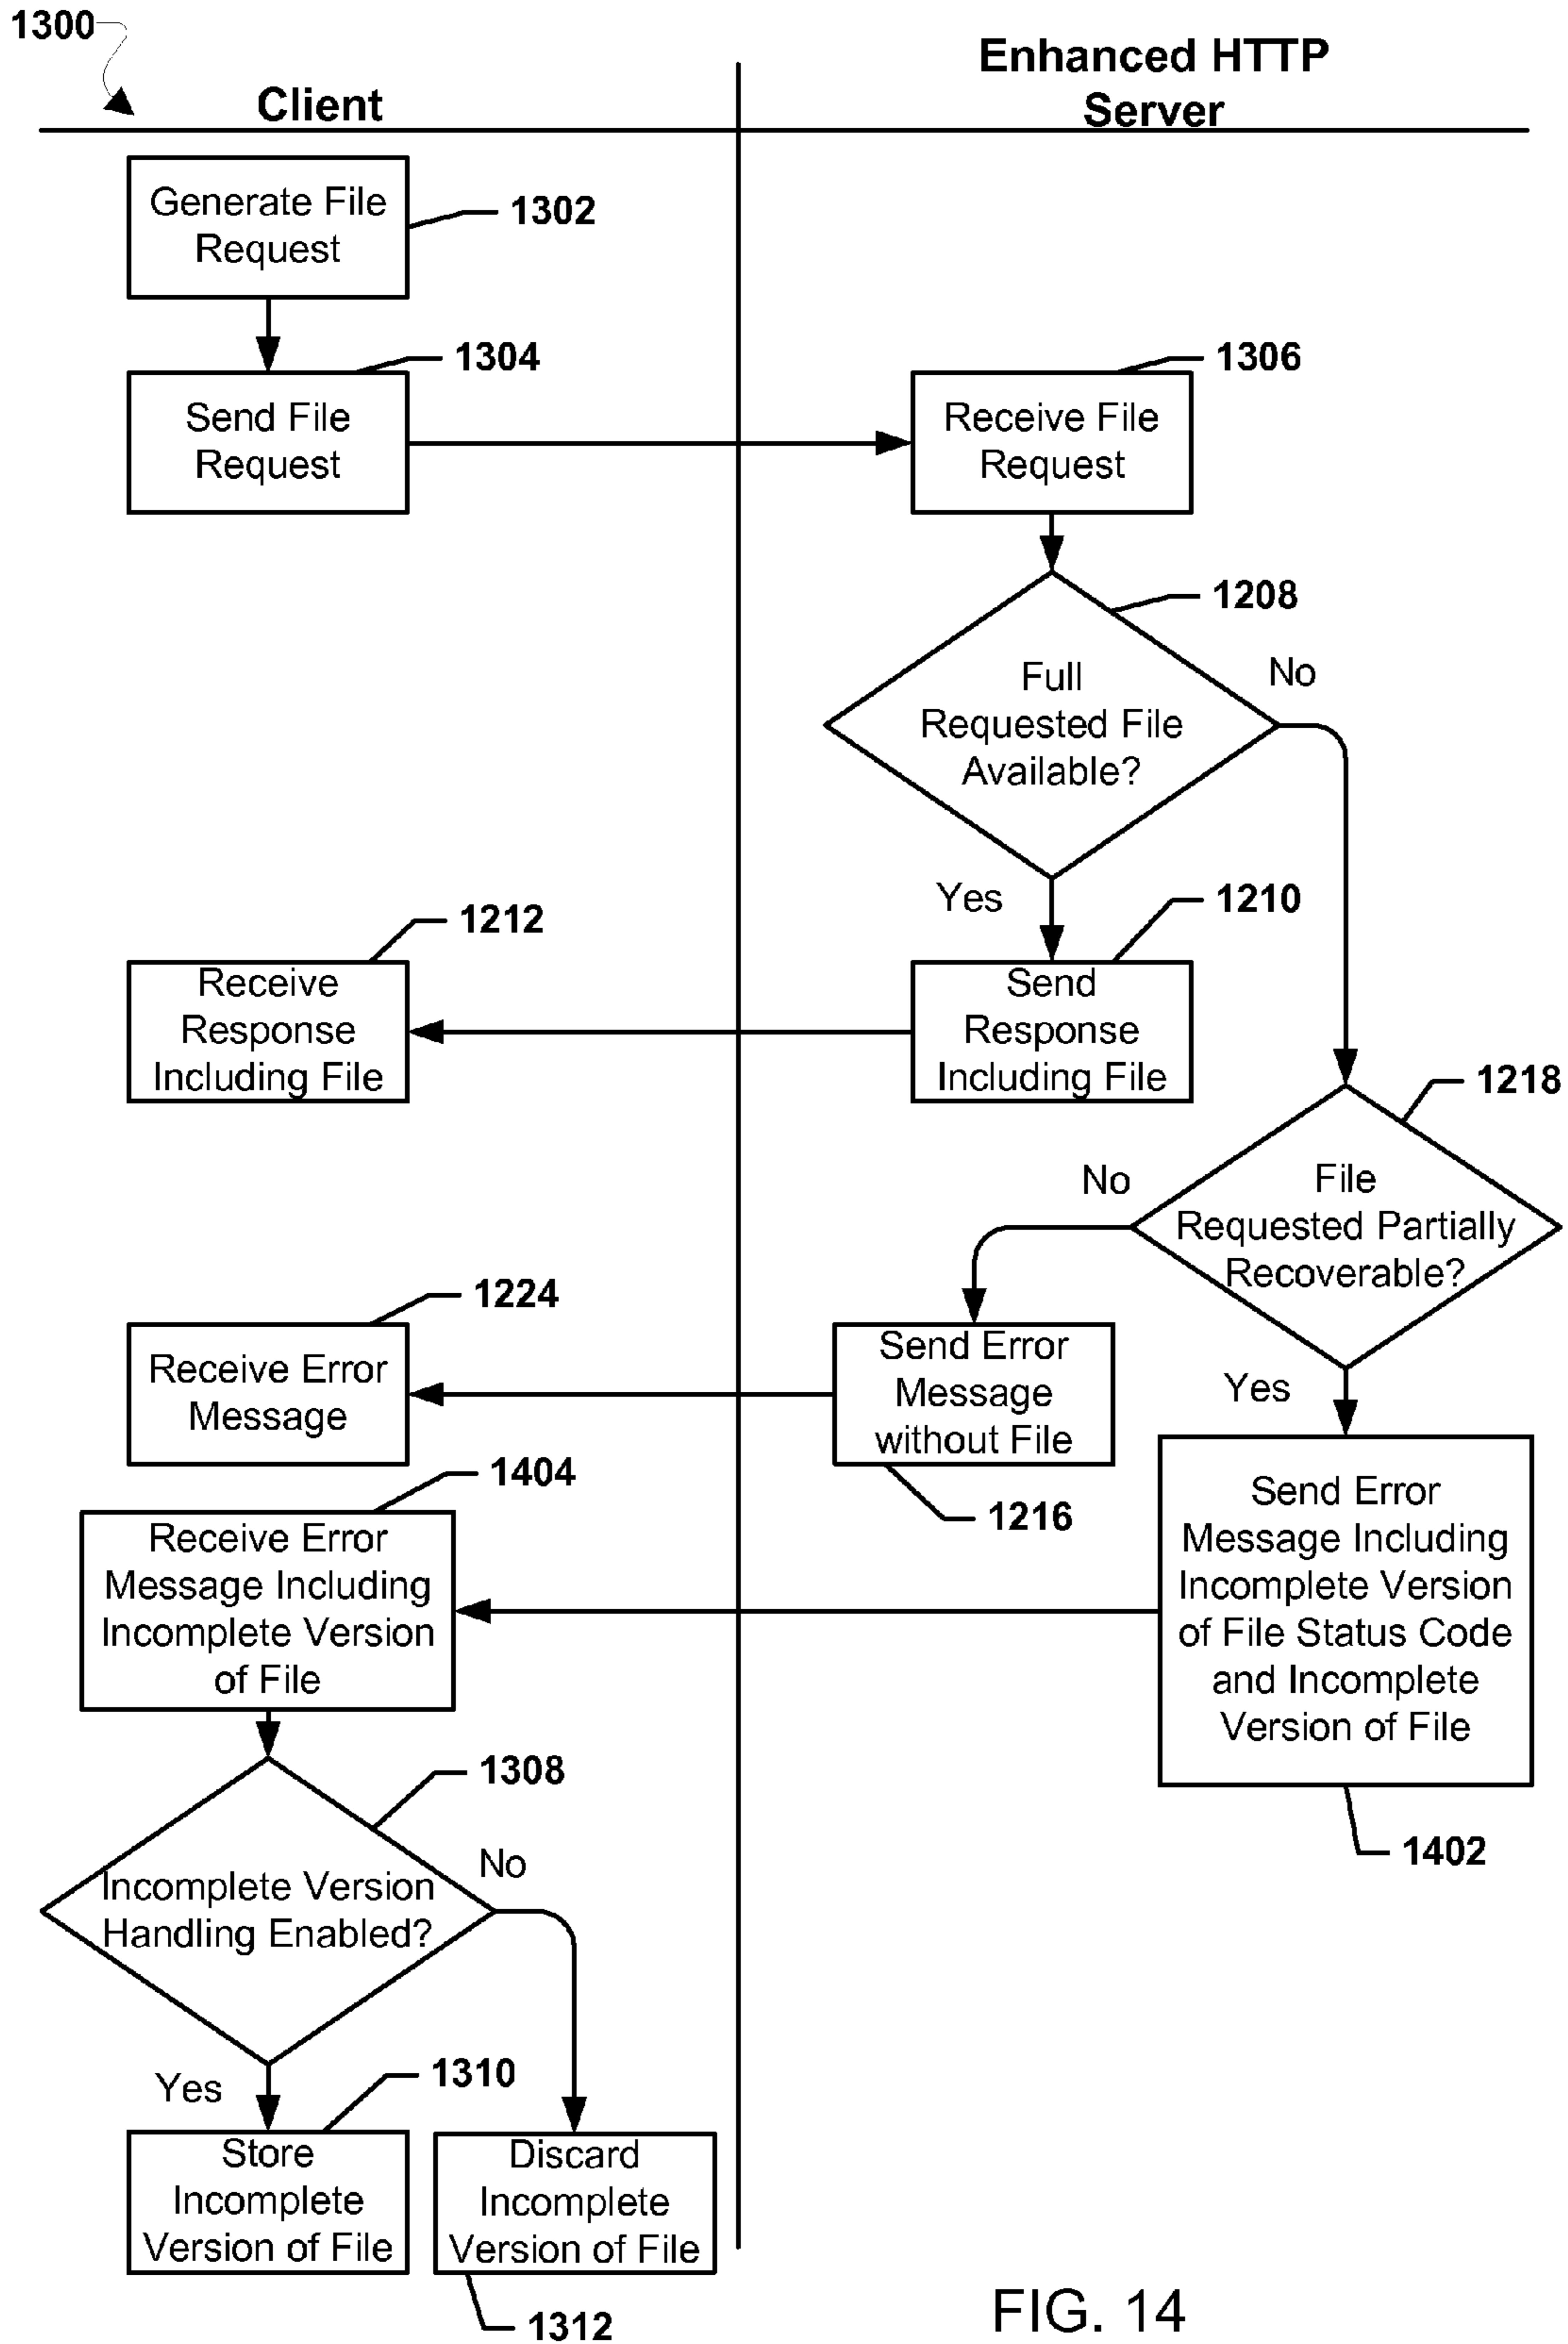 1300
Client
Enhanced HTTP
Server
Generate File
Request
1302
1304
Send File
Request
1306
Receive File
Request
1208
Full
Requested File
Available?
No
Yes
1210
Send
Response
Including File
1212
Receive
Response
Including File
1218
File
Requested Partially
Recoverable?
No
Yes
1224
Receive Error
Message
Send Error
Message
without File
1216
1404
Receive Error
Message Including
Incomplete Version
of File
Send Error
Message Including
Incomplete Version
of File Status Code
and Incomplete
Version of File
1402
1308
Incomplete Version
Handling Enabled?
No
Yes
1310
Store
Incomplete
Version of File
Discard
Incomplete
Version of File
1312
FIG. 14